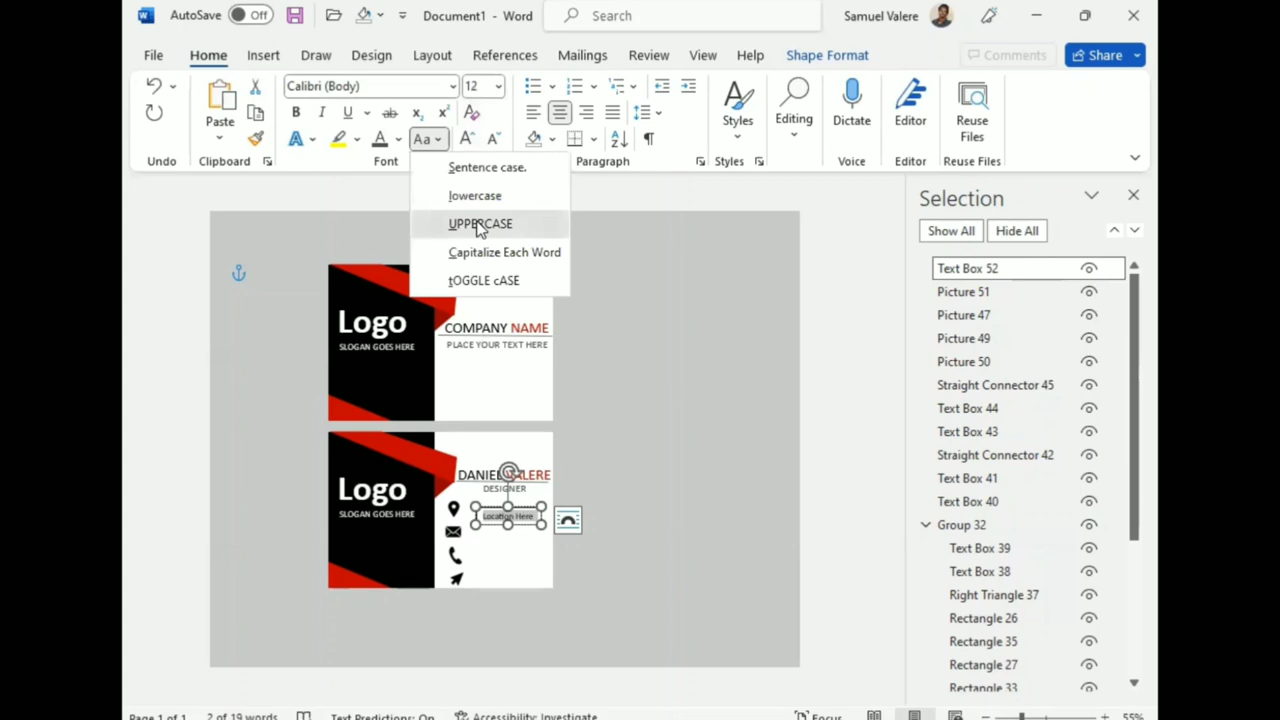 AutoSave Off Document1 - Word Search Samuel Valere
File Home Insert Draw Design Layout References Mailings Review View Help Shape Format Comments Share
Calibri (Body) 12
Paste Styles Editing Dictate Editor Reuse Files
Aa
Undo Clipboard Font Paragraph Styles Voice Editor Reuse Files
Sentence case.
lowercase
UPPERCASE
Capitalize Each Word
tOGGLE cASE
Logo
SLOGAN GOES HERE
COMPANY NAME
PLACE YOUR TEXT HERE
Logo
SLOGAN GOES HERE
DANIEL VALERE
DESIGNER
Location Here
Selection
Show All Hide All
Text Box 52
Picture 51
Picture 47
Picture 49
Picture 50
Straight Connector 45
Text Box 44
Text Box 43
Straight Connector 42
Text Box 41
Text Box 40
Group 32
Text Box 39
Text Box 38
Right Triangle 37
Rectangle 26
Rectangle 35
Rectangle 27
Rectangle 33
Page 1 of 1 2 of 19 words Text Predictions: On Accessibility: Investigate Focus 55%